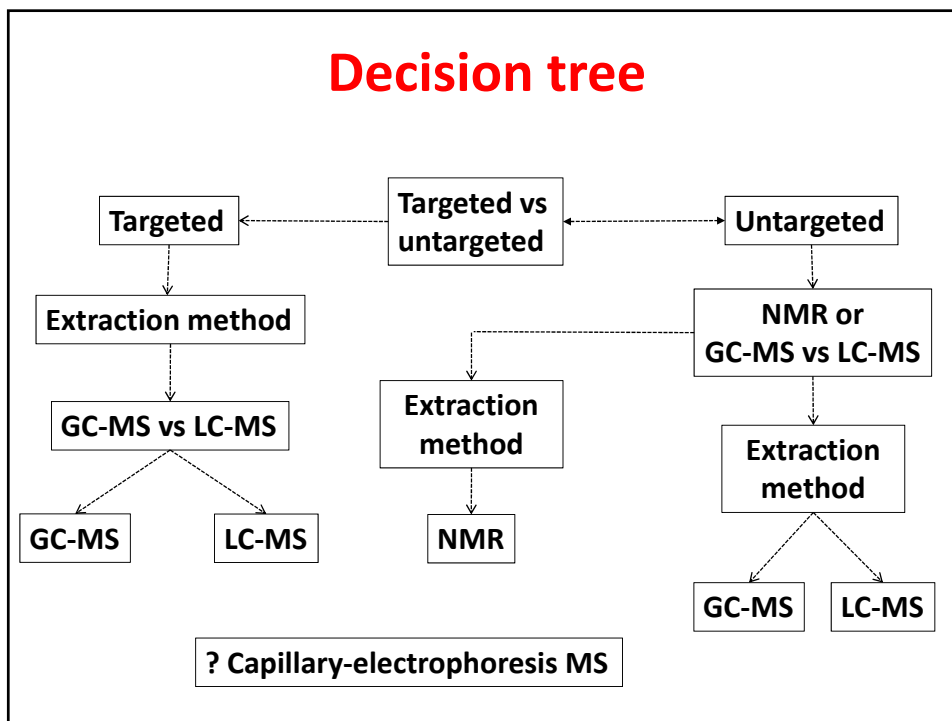 Decision tree
Targeted
Targeted vs
untargeted
Untargeted
Extraction method
NMR or
GC-MS vs LC-MS
GC-MS vs LC-MS
Extraction
method
Extraction
method
GC-MS
LC-MS
NMR
GC-MS
LC-MS
? Capillary-electrophoresis MS